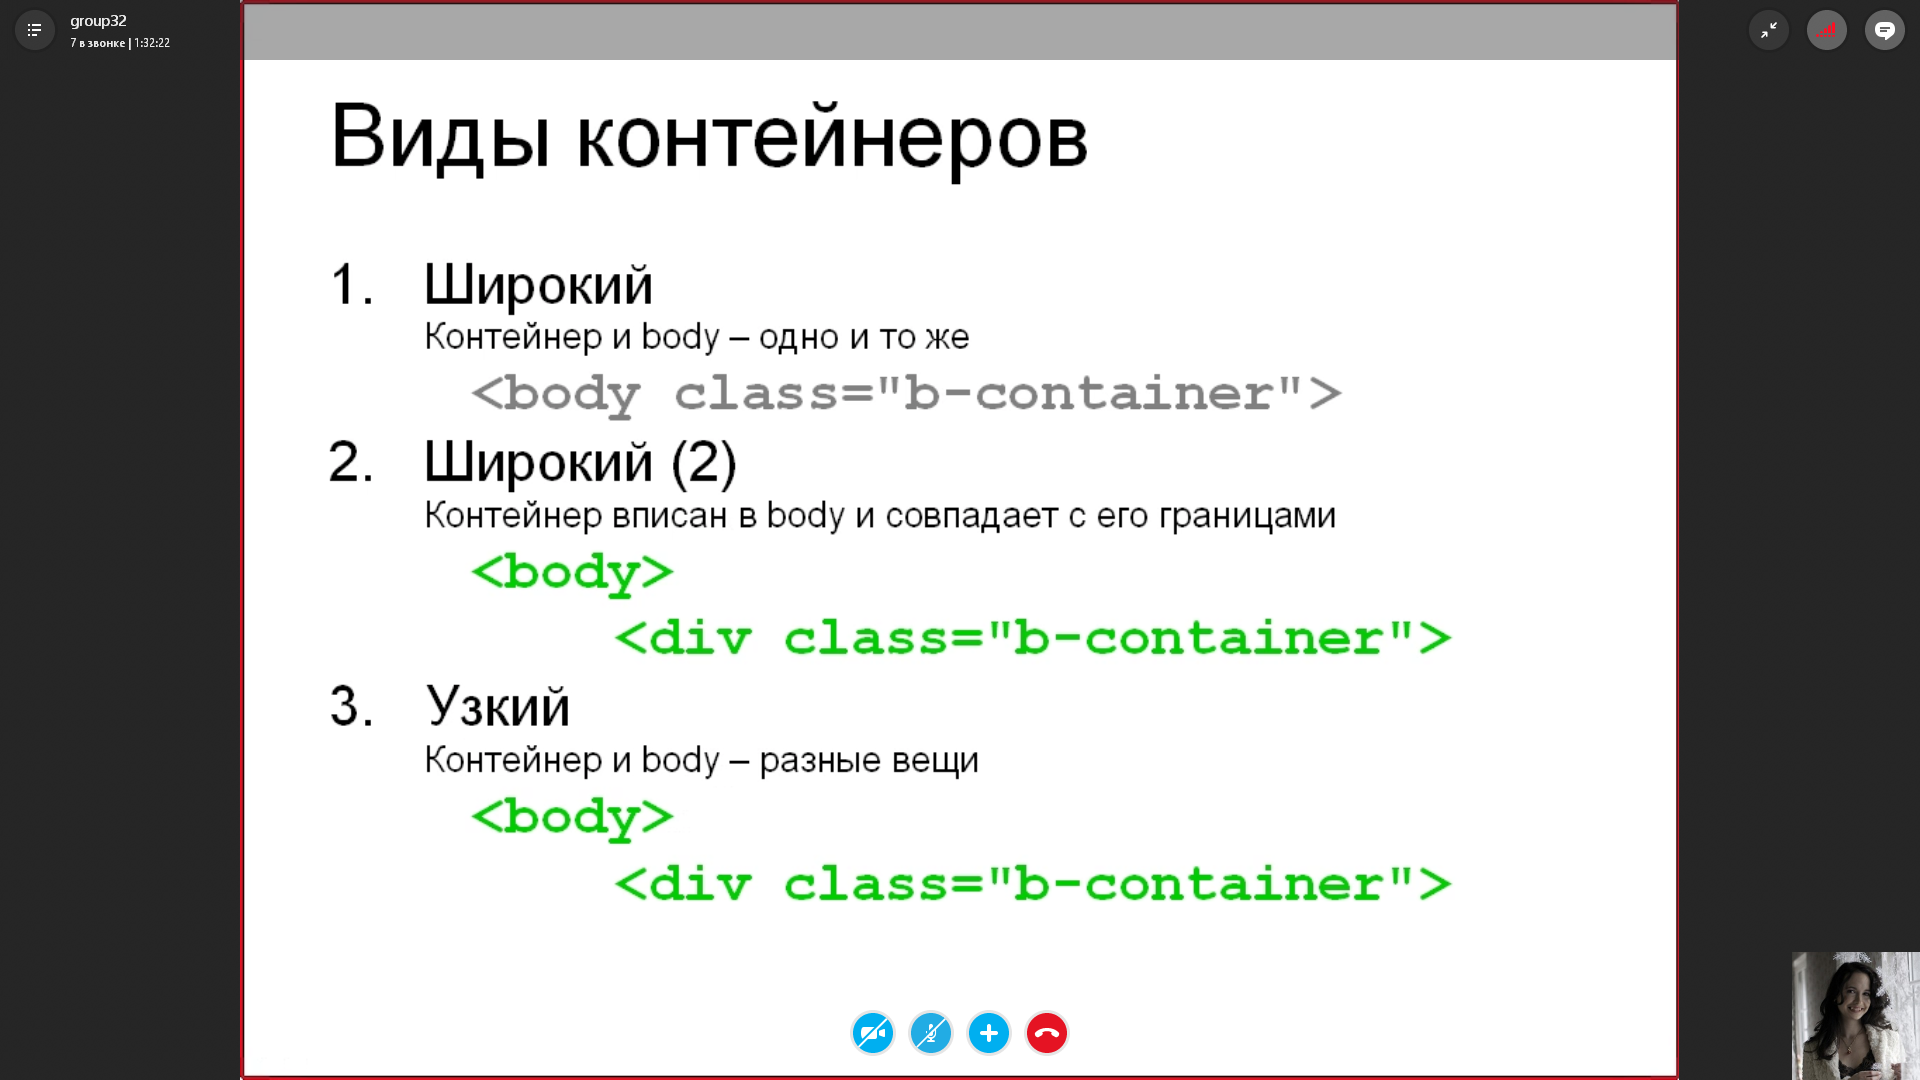 group32
7 в звонке | 1:32:22
Виды контейнеров
1. Широкий
Контейнер и body – одно и то же
<body class="b-container">
2. Широкий (2)
Контейнер вписан в body и совпадает с его границами
<body>
<div class="b-container">
3. Узкий
Контейнер и body – разные вещи
<body>
<div class="b-container">